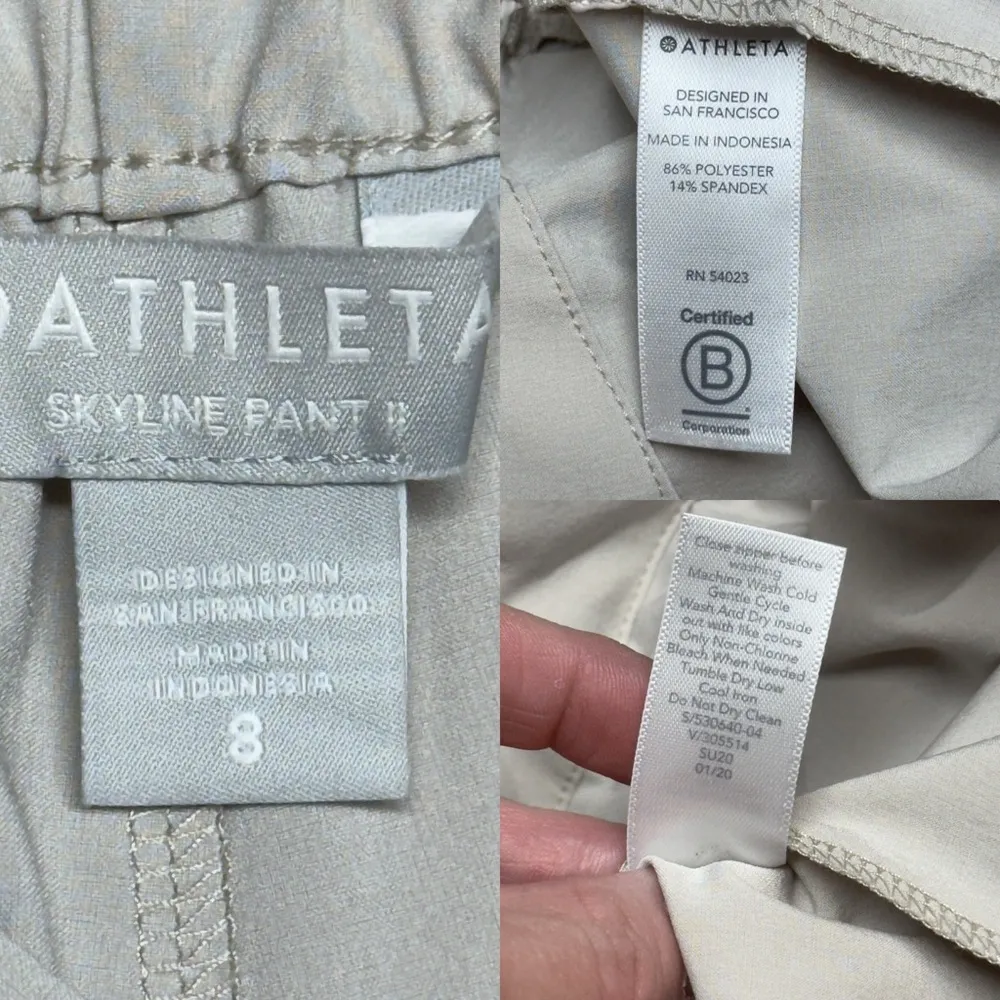 ATHLETA
SKYLINE PANT II
DESIGNED IN
SAN FRANCISCO
MADE IN
INDONESIA
8
ATHLETA
DESIGNED IN
SAN FRANCISCO
MADE IN INDONESIA
86% POLYESTER
14% SPANDEX
RN 54023
Certified
B
Corporation
Close zipper before
washing
Machine Wash Cold
Gentle Cycle
Wash And Dry inside
out with like colors
Only Non-Chlorine
Bleach When Needed
Tumble Dry Low
Cool Iron
Do Not Dry Clean
S/530640-04
V/305514
SU20
01/20